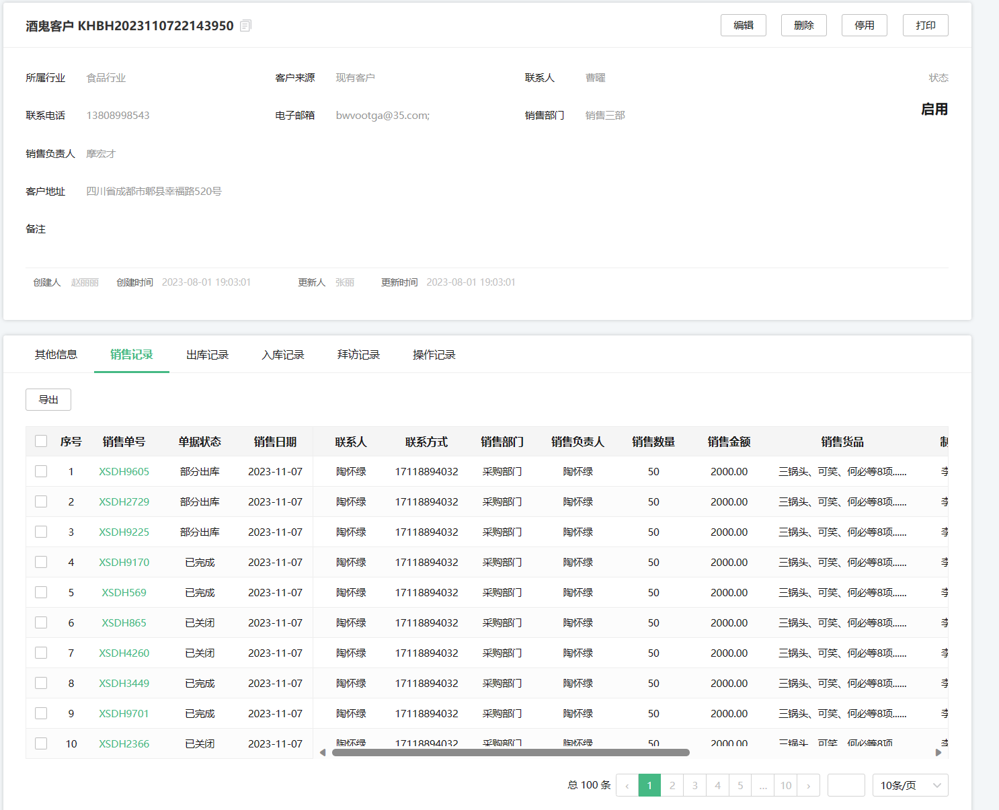 酒鬼客户 KHBH2023110722143950
编辑 删除 停用 打印
所属行业 食品行业 客户来源 现有客户 联系人 曹曜 状态
联系电话 13808998543 电子邮箱 bwvootga@35.com; 销售部门 销售三部 启用
销售负责人 摩宏才
客户地址 四川省成都市郫县幸福路520号
备注
创建人 赵丽丽 创建时间 2023-08-01 19:03:01 更新人 张丽 更新时间 2023-08-01 19:03:01
其他信息 销售记录 出库记录 入库记录 拜访记录 操作记录
导出
序号 销售单号 单据状态 销售日期 联系人 联系方式 销售部门 销售负责人 销售数量 销售金额 销售货品 制
1 XSDH9605 部分出库 2023-11-07 陶怀绿 17118894032 采购部门 陶怀绿 50 2000.00 三锅头、可笑、何必等8项...... 李
2 XSDH2729 部分出库 2023-11-07 陶怀绿 17118894032 采购部门 陶怀绿 50 2000.00 三锅头、可笑、何必等8项...... 李
3 XSDH9225 部分出库 2023-11-07 陶怀绿 17118894032 采购部门 陶怀绿 50 2000.00 三锅头、可笑、何必等8项...... 李
4 XSDH9170 已完成 2023-11-07 陶怀绿 17118894032 采购部门 陶怀绿 50 2000.00 三锅头、可笑、何必等8项...... 李
5 XSDH569 已完成 2023-11-07 陶怀绿 17118894032 采购部门 陶怀绿 50 2000.00 三锅头、可笑、何必等8项...... 李
6 XSDH865 已关闭 2023-11-07 陶怀绿 17118894032 采购部门 陶怀绿 50 2000.00 三锅头、可笑、何必等8项...... 李
7 XSDH4260 已关闭 2023-11-07 陶怀绿 17118894032 采购部门 陶怀绿 50 2000.00 三锅头、可笑、何必等8项...... 李
8 XSDH3449 已完成 2023-11-07 陶怀绿 17118894032 采购部门 陶怀绿 50 2000.00 三锅头、可笑、何必等8项...... 李
9 XSDH9701 已完成 2023-11-07 陶怀绿 17118894032 采购部门 陶怀绿 50 2000.00 三锅头、可笑、何必等8项...... 李
10 XSDH2366 已关闭 2023-11-07 陶怀绿 17118894032 采购部门 陶怀绿 50 2000.00 三锅头、可笑、何必等8项 李
总 100 条 ‹ 1 2 3 4 5 ... 10 › 10条/页